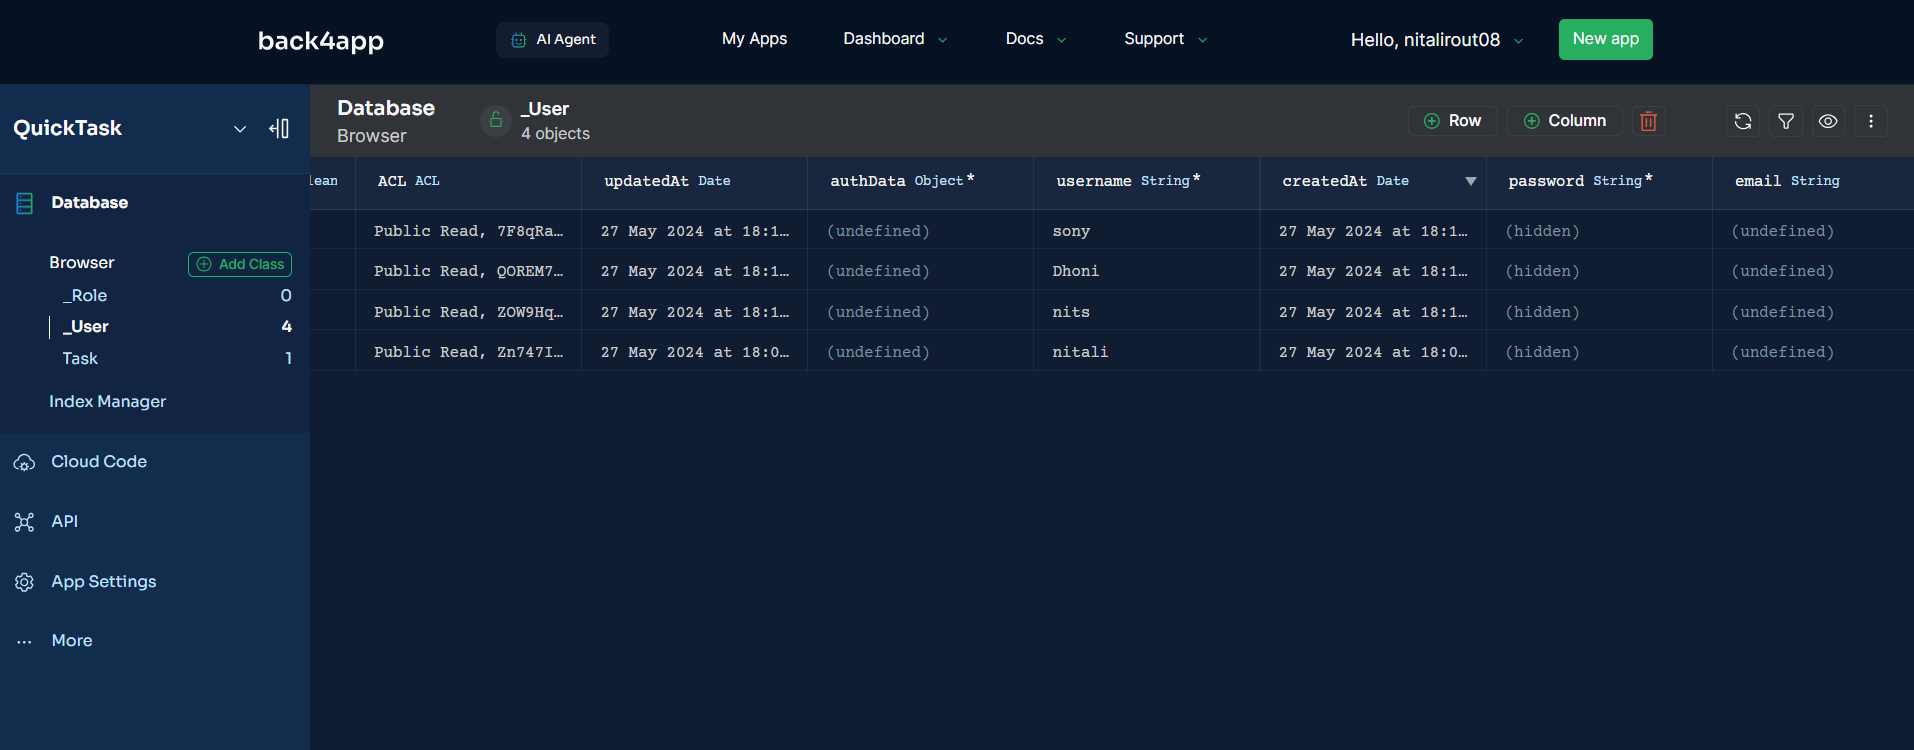 back4app AI Agent My Apps Dashboard Docs Support Hello, nitalirout08 New app
QuickTask
Database
Browser Add Class
_Role 0
_User 4
Task 1
Index Manager
Cloud Code
API
App Settings
... More
Database
Browser
_User
4 objects
Row Column
lean ACL ACL updatedAt Date authData Object* username String* createdAt Date password String* email String
Public Read, 7F8qRa… 27 May 2024 at 18:1… (undefined) sony 27 May 2024 at 18:1… (hidden) (undefined)
Public Read, QOREM7… 27 May 2024 at 18:1… (undefined) Dhoni 27 May 2024 at 18:1… (hidden) (undefined)
Public Read, ZOW9Hq… 27 May 2024 at 18:1… (undefined) nits 27 May 2024 at 18:1… (hidden) (undefined)
Public Read, Zn747I… 27 May 2024 at 18:0… (undefined) nitali 27 May 2024 at 18:0… (hidden) (undefined)